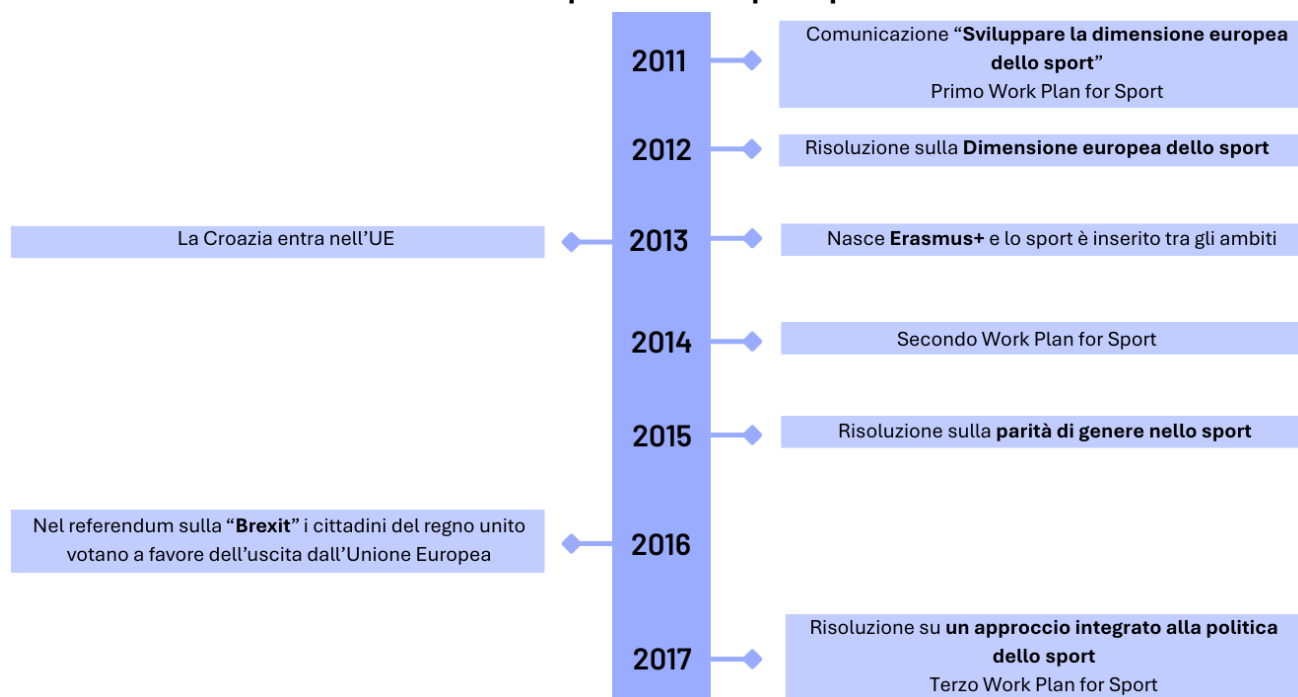 2011
Comunicazione “Sviluppare la dimensione europea
dello sport”
Primo Work Plan for Sport
2012
Risoluzione sulla Dimensione europea dello sport
La Croazia entra nell’UE
2013
Nasce Erasmus+ e lo sport è inserito tra gli ambiti
2014
Secondo Work Plan for Sport
2015
Risoluzione sulla parità di genere nello sport
Nel referendum sulla “Brexit” i cittadini del regno unito
votano a favore dell’uscita dall’Unione Europea
2016
2017
Risoluzione su un approccio integrato alla politica
dello sport
Terzo Work Plan for Sport